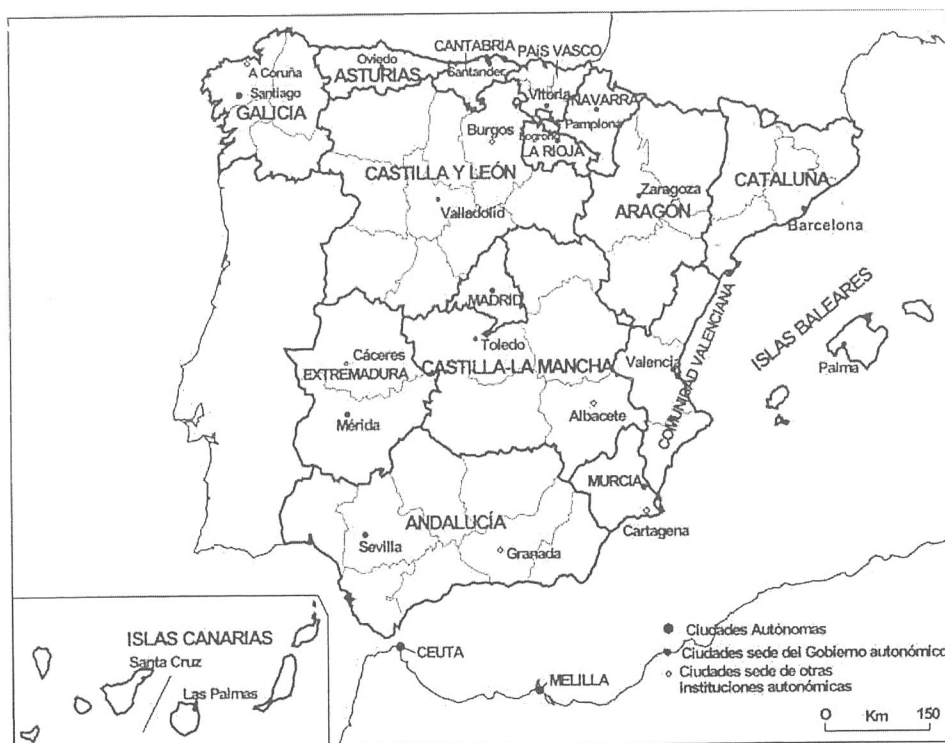 CANTABRIA
PAÍS VASCO
Oviedo
ASTURIAS
Santander
A Coruña
Santiago
GALICIA
Vitoria
NAVARRA
Pamplona
Burgos
Logroño
LA RIOJA
CASTILLA Y LEÓN
Valladolid
Zaragoza
ARAGÓN
CATALUÑA
Barcelona
MADRID
Toledo
CASTILLA-LA MANCHA
Cáceres
EXTREMADURA
Mérida
Valencia
COMUNIDAD VALENCIANA
ISLAS BALEARES
Palma
Albacete
MURCIA
Cartagena
ANDALUCÍA
Sevilla
Granada
ISLAS CANARIAS
Santa Cruz
Las Palmas
CEUTA
MELILLA
Ciudades Autónomas
Ciudades sede del Gobierno autonómico
Ciudades sede de otras
Instituciones autonómicas
0 Km 150